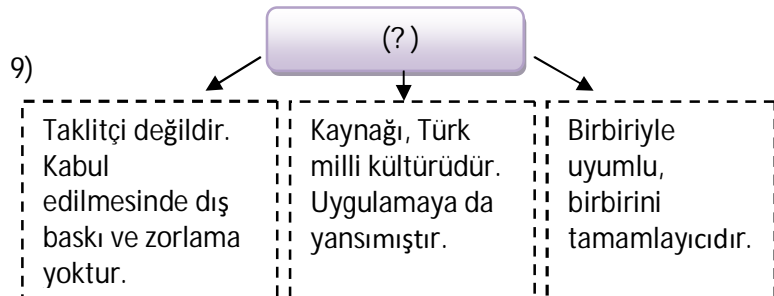 (?)
9)
Taklitçi değildir.
Kabul
edilmesinde dış
baskı ve zorlama
yoktur.
Kaynağı, Türk
milli kültürüdür.
Uygulamaya da
yansımıştır.
Birbiriyle
uyumlu,
birbirini
tamamlayıcıdır.